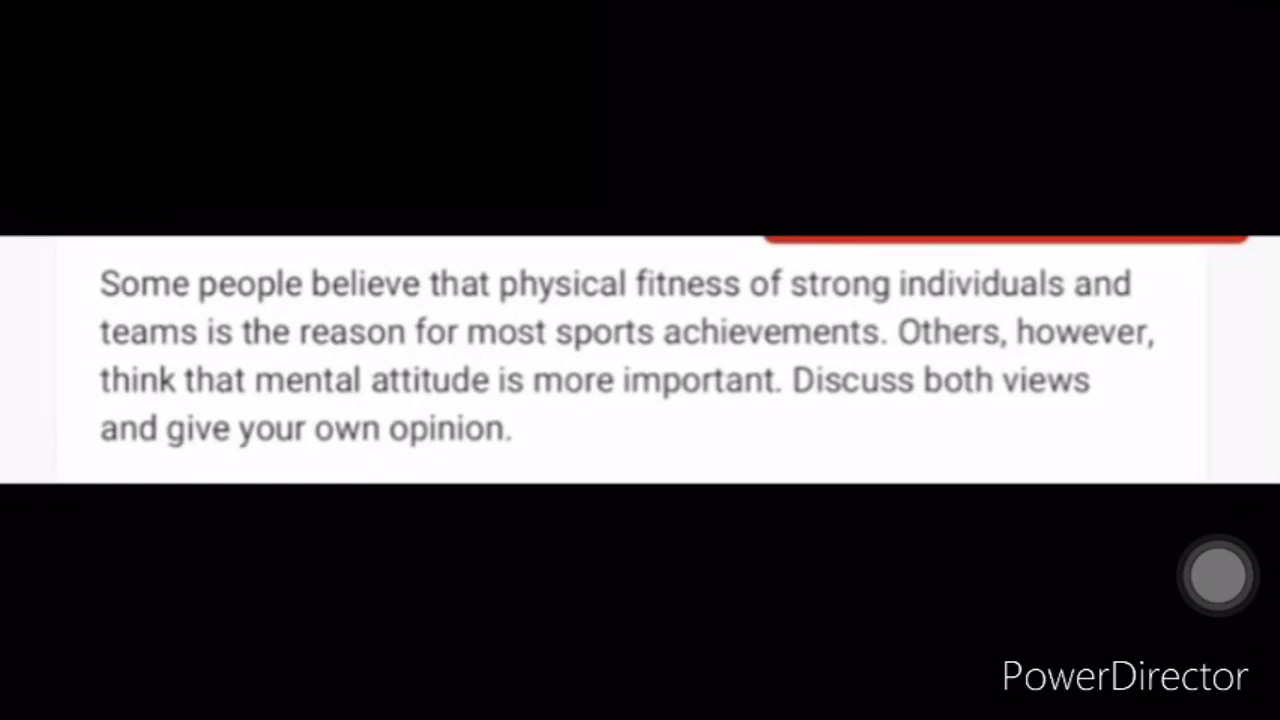 Some people believe that physical fitness of strong individuals and
teams is the reason for most sports achievements. Others, however,
think that mental attitude is more important. Discuss both views
and give your own opinion.
PowerDirector